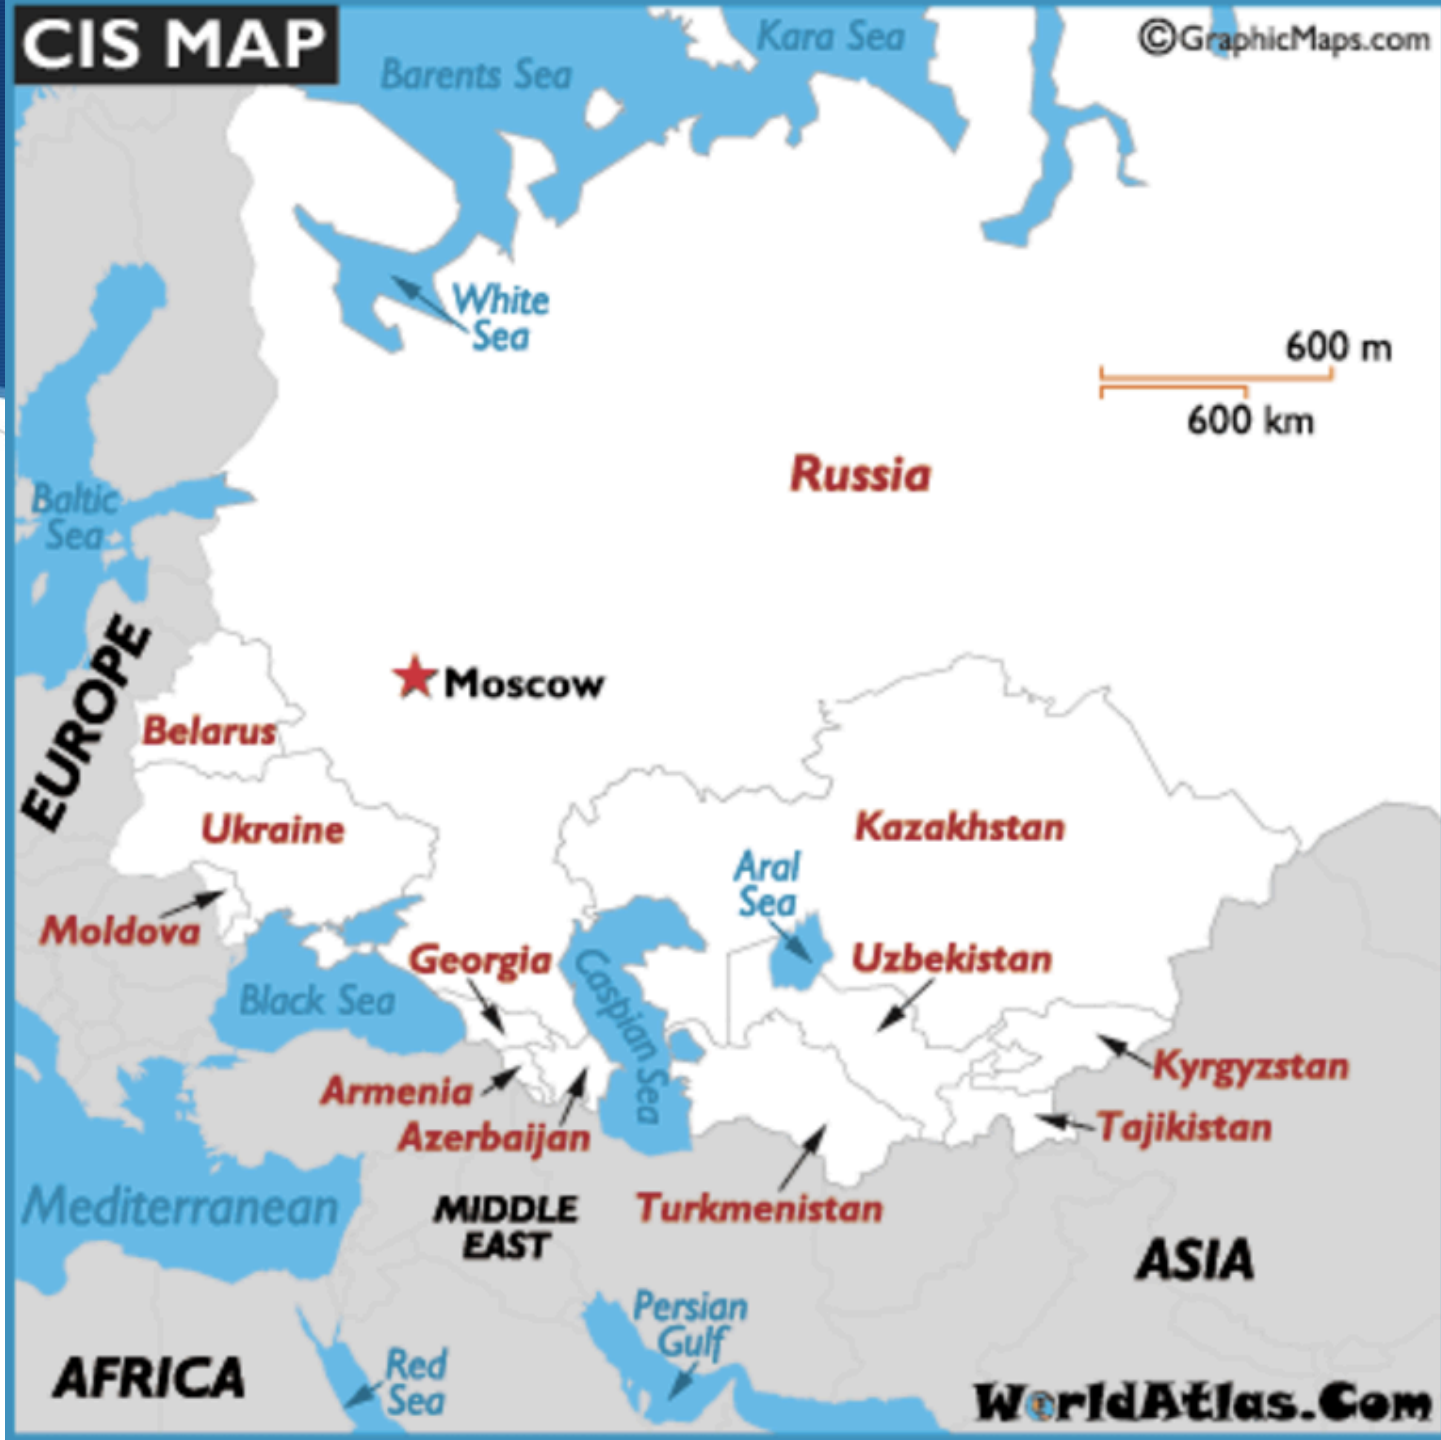 CIS MAP
©GraphicMaps.com
Kara Sea
Barents Sea
White
Sea
600 m
600 km
Russia
Baltic
Sea
EUROPE
Moscow
Belarus
Ukraine
Kazakhstan
Aral
Sea
Moldova
Georgia
Uzbekistan
Caspian Sea
Black Sea
Kyrgyzstan
Armenia
Azerbaijan
Tajikistan
Mediterranean
MIDDLE
EAST
Turkmenistan
ASIA
Persian
Gulf
AFRICA
Red
Sea
WorldAtlas.Com